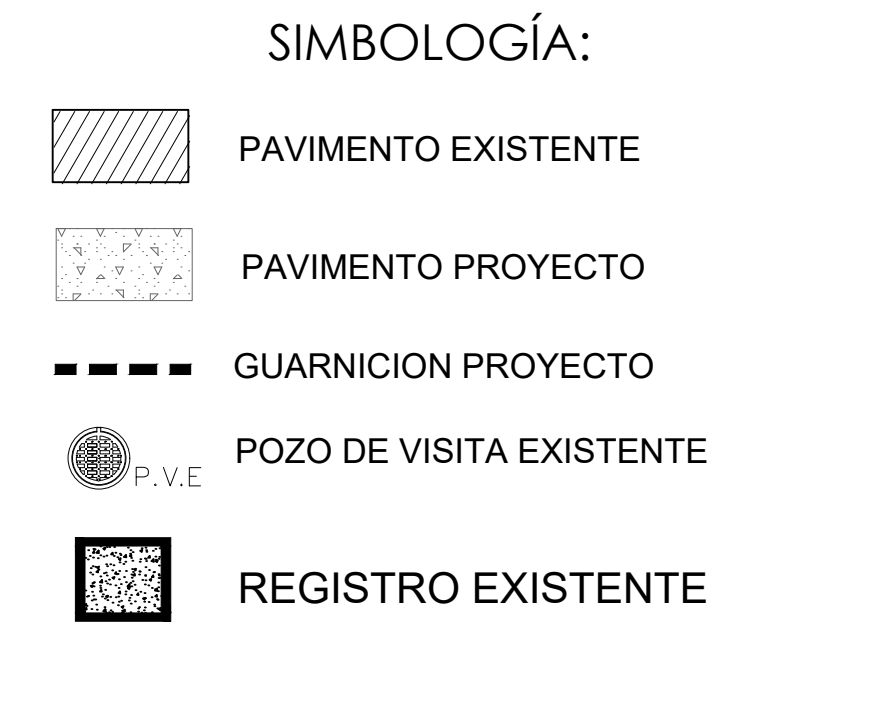 SIMBOLOGÍA:
PAVIMENTO EXISTENTE
PAVIMENTO PROYECTO
GUARNICION PROYECTO
P.V.E POZO DE VISITA EXISTENTE
REGISTRO EXISTENTE